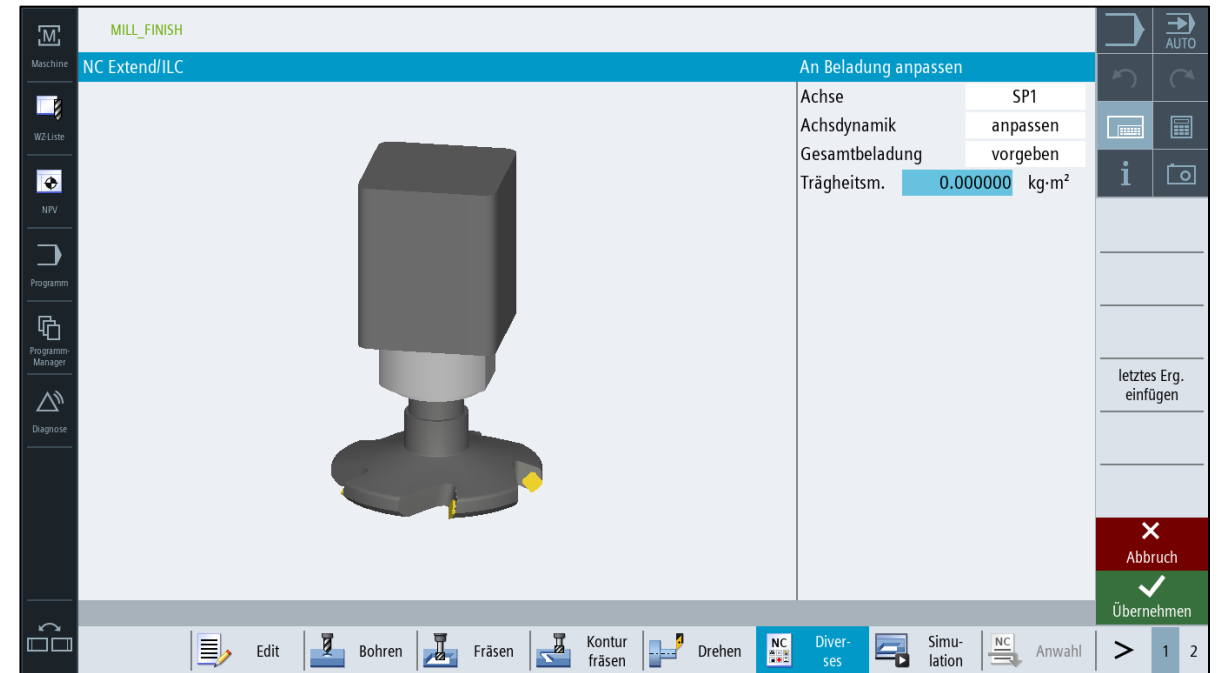 MILL_FINISH
M
AUTO
Maschine
NC Extend/ILC
An Beladung anpassen
Achse SP1
Achsdynamik anpassen
Gesamtbeladung vorgeben
Trägheitsm. 0.000000 kg·m²
WZ-Liste
i
NPV
Programm
Programm-
Manager
letztes Erg.
einfügen
Diagnose
Abbruch
Übernehmen
Edit
Bohren
Fräsen
Kontur
fräsen
Drehen
NC
Diver-
ses
Simu-
lation
NC
Anwahl
> 1 2